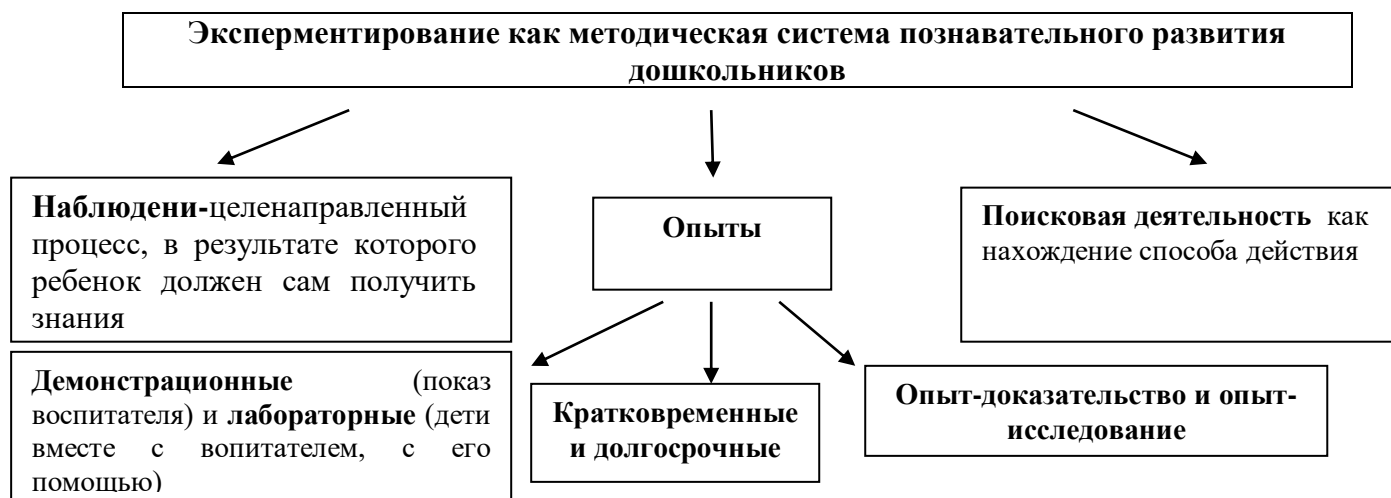 Эксперментирование как методическая система познавательного развития
дошкольников
Наблюдени-целенаправленный
процесс, в результате которого
ребенок должен сам получить
знания
Опыты
Поисковая деятельность как
нахождение способа действия
Демонстрационные (показ
воспитателя) и лабораторные (дети
вместе с вопитателем, с его
помощью)
Кратковременные
и долгосрочные
Опыт-доказательство и опыт-
исследование